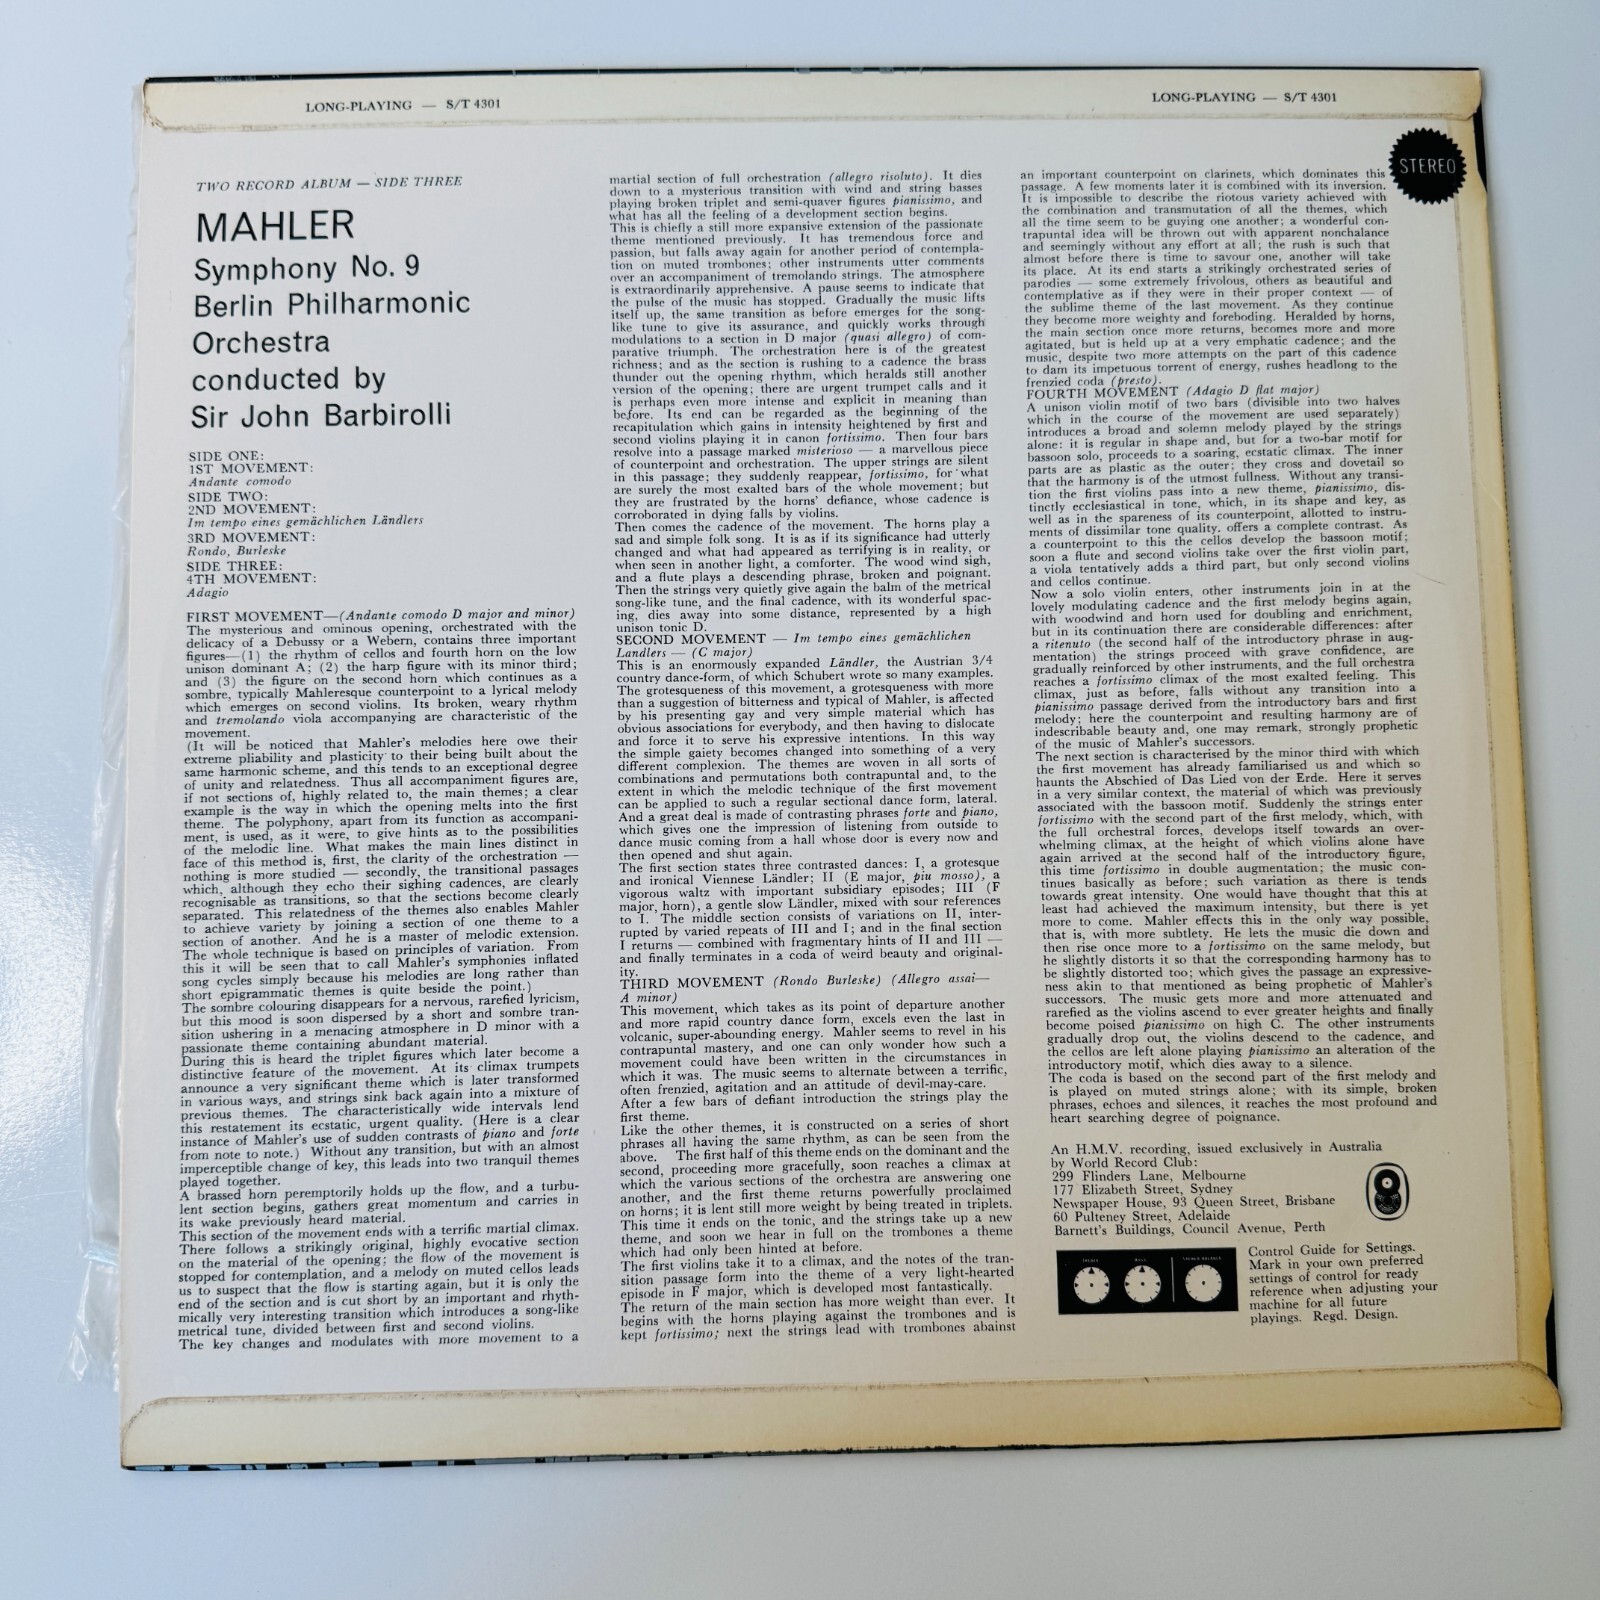 LONG-PLAYING — S/T 4301
LONG-PLAYING — S/T 4301
STEREO
TWO RECORD ALBUM — SIDE THREE
MAHLER
Symphony No. 9
Berlin Philharmonic
Orchestra
conducted by
Sir John Barbirolli
SIDE ONE:
1ST MOVEMENT:
Andante comodo
SIDE TWO:
2ND MOVEMENT:
Im tempo eines gemächlichen Ländlers
3RD MOVEMENT:
Rondo, Burleske
SIDE THREE:
4TH MOVEMENT:
Adagio
FIRST MOVEMENT—(Andante comodo D major and minor)
The mysterious and ominous opening, orchestrated with the
delicacy of a Debussy or a Webern, contains three important
figures—(1) the rhythm of cellos and fourth horn on the low
unison dominant A; (2) the harp figure with its minor third;
and (3) the figure on the second horn which continues as a
sombre, typically Mahleresque counterpoint to a lyrical melody
which emerges on second violins. Its broken, weary rhythm
and tremolando viola accompanying are characteristic of the
movement.
(It will be noticed that Mahler's melodies here owe their
extreme pliability and plasticity to their being built about the
same harmonic scheme, and this tends to an exceptional degree
of unity and relatedness. Thus all accompaniment figures are,
if not sections of, highly related to, the main themes; a clear
example is the way in which the opening melts into the first
theme. The polyphony, apart from its function as accompani-
ment, is used, as it were, to give hints as to the possibilities
of the melodic line. What makes the main lines distinct in
face of this method is, first, the clarity of the orchestration —
nothing is more studied — secondly, the transitional passages
which, although they echo their sighing cadences, are clearly
recognisable as transitions, so that the sections become clearly
separated. This relatedness of the themes also enables Mahler
to achieve variety by joining a section of one theme to a
section of another. And he is a master of melodic extension.
The whole technique is based on principles of variation. From
this it will be seen that to call Mahler's symphonies inflated
song cycles simply because his melodies are long rather than
short epigrammatic themes is quite beside the point.)
The sombre colouring disappears for a nervous, rarefied lyricism,
but this mood is soon dispersed by a short and sombre tran-
sition ushering in a menacing atmosphere in D minor with a
passionate theme containing abundant material.
During this is heard the triplet figures which later become a
distinctive feature of the movement. At its climax trumpets
announce a very significant theme which is later transformed
in various ways, and strings sink back again into a mixture of
previous themes. The characteristically wide intervals lend
this restatement its ecstatic, urgent quality. (Here is a clear
instance of Mahler's use of sudden contrasts of piano and forte
from note to note.) Without any transition, but with an almost
imperceptible change of key, this leads into two tranquil themes
played together.
A brassed horn peremptorily holds up the flow, and a turbu-
lent section begins, gathers great momentum and carries in
its wake previously heard material.
This section of the movement ends with a terrific martial climax.
There follows a strikingly original, highly evocative section
on the material of the opening; the flow of the movement is
stopped for contemplation, and a melody on muted cellos leads
us to suspect that the flow is starting again, but it is only the
end of the section and is cut short by an important and rhyth-
mically very interesting transition which introduces a song-like
metrical tune, divided between first and second violins.
The key changes and modulates with more movement to a
martial section of full orchestration (allegro risoluto). It dies
down to a mysterious transition with wind and string basses
playing broken triplet and semi-quaver figures pianissimo, and
what has all the feeling of a development section begins.
This is chiefly a still more expansive extension of the passionate
theme mentioned previously. It has tremendous force and
passion, but falls away again for another period of contempla-
tion on muted trombones; other instruments utter comments
over an accompaniment of tremolando strings. The atmosphere
is extraordinarily apprehensive. A pause seems to indicate that
the pulse of the music has stopped. Gradually the music lifts
itself up, the same transition as before emerges for the song-
like tune to give its assurance, and quickly works through
modulations to a section in D major (quasi allegro) of com-
parative triumph. The orchestration here is of the greatest
richness; and as the section is rushing to a cadence the brass
thunder out the opening rhythm, which heralds still another
version of the opening; there are urgent trumpet calls and it
is perhaps even more intense and explicit in meaning than
before. Its end can be regarded as the beginning of the
recapitulation which gains in intensity heightened by first and
second violins playing it in canon fortissimo. Then four bars
resolve into a passage marked misterioso — a marvellous piece
of counterpoint and orchestration. The upper strings are silent
in this passage; they suddenly reappear, fortissimo, for what
are surely the most exalted bars of the whole movement; but
they are frustrated by the horns' defiance, whose cadence is
corroborated in dying falls by violins.
Then comes the cadence of the movement. The horns play a
sad and simple folk song. It is as if its significance had utterly
changed and what had appeared as terrifying is in reality, or
when seen in another light, a comforter. The wood wind sigh,
and a flute plays a descending phrase, broken and poignant.
Then the strings very quietly give again the balm of the metrical
song-like tune, and the final cadence, with its wonderful spac-
ing, dies away into some distance, represented by a high
unison tonic D.
SECOND MOVEMENT — Im tempo eines gemächlichen
Landlers — (C major)
This is an enormously expanded Ländler, the Austrian 3/4
country dance-form, of which Schubert wrote so many examples.
The grotesqueness of this movement, a grotesqueness with more
than a suggestion of bitterness and typical of Mahler, is affected
by his presenting gay and very simple material which has
obvious associations for everybody, and then having to dislocate
and force it to serve his expressive intentions. In this way
the simple gaiety becomes changed into something of a very
different complexion. The themes are woven in all sorts of
combinations and permutations both contrapuntal and, to the
extent in which the melodic technique of the first movement
can be applied to such a regular sectional dance form, lateral.
And a great deal is made of contrasting phrases forte and piano,
which gives one the impression of listening from outside to
dance music coming from a hall whose door is every now and
then opened and shut again.
The first section states three contrasted dances: I, a grotesque
and ironical Viennese Ländler; II (E major, piu mosso), a
vigorous waltz with important subsidiary episodes; III (F
major, horn), a gentle slow Ländler, mixed with sour references
to I. The middle section consists of variations on II, inter-
rupted by varied repeats of III and I; and in the final section
I returns — combined with fragmentary hints of II and III —
and finally terminates in a coda of weird beauty and original-
ity.
THIRD MOVEMENT (Rondo Burleske) (Allegro assai—
A minor)
This movement, which takes as its point of departure another
and more rapid country dance form, excels even the last in
volcanic, super-abounding energy. Mahler seems to revel in his
contrapuntal mastery, and one can only wonder how such a
movement could have been written in the circumstances in
which it was. The music seems to alternate between a terrific,
often frenzied, agitation and an attitude of devil-may-care.
After a few bars of defiant introduction the strings play the
first theme.
Like the other themes, it is constructed on a series of short
phrases all having the same rhythm, as can be seen from the
above. The first half of this theme ends on the dominant and the
second, proceeding more gracefully, soon reaches a climax at
which the various sections of the orchestra are answering one
another, and the first theme returns powerfully proclaimed
on horns; it is lent still more weight by being treated in triplets.
This time it ends on the tonic, and the strings take up a new
theme, and soon we hear in full on the trombones a theme
which had only been hinted at before.
The first violins take it to a climax, and the notes of the tran-
sition passage form into the theme of a very light-hearted
episode in F major, which is developed most fantastically.
The return of the main section has more weight than ever. It
begins with the horns playing against the trombones and is
kept fortissimo; next the strings lead with trombones abainst
an important counterpoint on clarinets, which dominates this
passage. A few moments later it is combined with its inversion.
It is impossible to describe the riotous variety achieved with
the combination and transmutation of all the themes, which
all the time seem to be guying one another; a wonderful con-
trapuntal idea will be thrown out with apparent nonchalance
and seemingly without any effort at all; the rush is such that
almost before there is time to savour one, another will take
its place. At its end starts a strikingly orchestrated series of
parodies — some extremely frivolous, others as beautiful and
contemplative as if they were in their proper context — of
the sublime theme of the last movement. As they continue
they become more weighty and foreboding. Heralded by horns,
the main section once more returns, becomes more and more
agitated, but is held up at a very emphatic cadence; and the
music, despite two more attempts on the part of this cadence
to dam its impetuous torrent of energy, rushes headlong to the
frenzied coda (presto).
FOURTH MOVEMENT (Adagio D flat major)
A unison violin motif of two bars (divisible into two halves
which in the course of the movement are used separately)
introduces a broad and solemn melody played by the strings
alone: it is regular in shape and, but for a two-bar motif for
bassoon solo, proceeds to a soaring, ecstatic climax. The inner
parts are as plastic as the outer; they cross and dovetail so
that the harmony is of the utmost fullness. Without any transi-
tion the first violins pass into a new theme, pianissimo, dis-
tinctly ecclesiastical in tone, which, in its shape and key, as
well as in the spareness of its counterpoint, allotted to instru-
ments of dissimilar tone quality, offers a complete contrast. As
a counterpoint to this the cellos develop the bassoon motif;
soon a flute and second violins take over the first violin part,
a viola tentatively adds a third part, but only second violins
and cellos continue.
Now a solo violin enters, other instruments join in at the
lovely modulating cadence and the first melody begins again,
with woodwind and horn used for doubling and enrichment,
but in its continuation there are considerable differences: after
a ritenuto (the second half of the introductory phrase in aug-
mentation) the strings proceed with grave confidence, are
gradually reinforced by other instruments, and the full orchestra
reaches a fortissimo climax of the most exalted feeling. This
climax, just as before, falls without any transition into a
pianissimo passage derived from the introductory bars and first
melody; here the counterpoint and resulting harmony are of
indescribable beauty and, one may remark, strongly prophetic
of the music of Mahler's successors.
The next section is characterised by the minor third with which
the first movement has already familiarised us and which so
haunts the Abschied of Das Lied von der Erde. Here it serves
in a very similar context, the material of which was previously
associated with the bassoon motif. Suddenly the strings enter
fortissimo with the second part of the first melody, which, with
the full orchestral forces, develops itself towards an over-
whelming climax, at the height of which violins alone have
again arrived at the second half of the introductory figure,
this time fortissimo in double augmentation; the music con-
tinues basically as before; such variation as there is tends
towards great intensity. One would have thought that this at
least had achieved the maximum intensity, but there is yet
more to come. Mahler effects this in the only way possible,
that is, with more subtlety. He lets the music die down and
then rise once more to a fortissimo on the same melody, but
he slightly distorts it so that the corresponding harmony has to
be slightly distorted too; which gives the passage an expressive-
ness akin to that mentioned as being prophetic of Mahler's
successors. The music gets more and more attenuated and
rarefied as the violins ascend to ever greater heights and finally
become poised pianissimo on high C. The other instruments
gradually drop out, the violins descend to the cadence, and
the cellos are left alone playing pianissimo an alteration of the
introductory motif, which dies away to a silence.
The coda is based on the second part of the first melody and
is played on muted strings alone; with its simple, broken
phrases, echoes and silences, it reaches the most profound and
heart searching degree of poignance.
An H.M.V. recording, issued exclusively in Australia
by World Record Club:
299 Flinders Lane, Melbourne
177 Elizabeth Street, Sydney
Newspaper House, 93 Queen Street, Brisbane
60 Pulteney Street, Adelaide
Barnett's Buildings, Council Avenue, Perth
Control Guide for Settings.
Mark in your own preferred
settings of control for ready
reference when adjusting your
machine for all future
playings. Regd. Design.